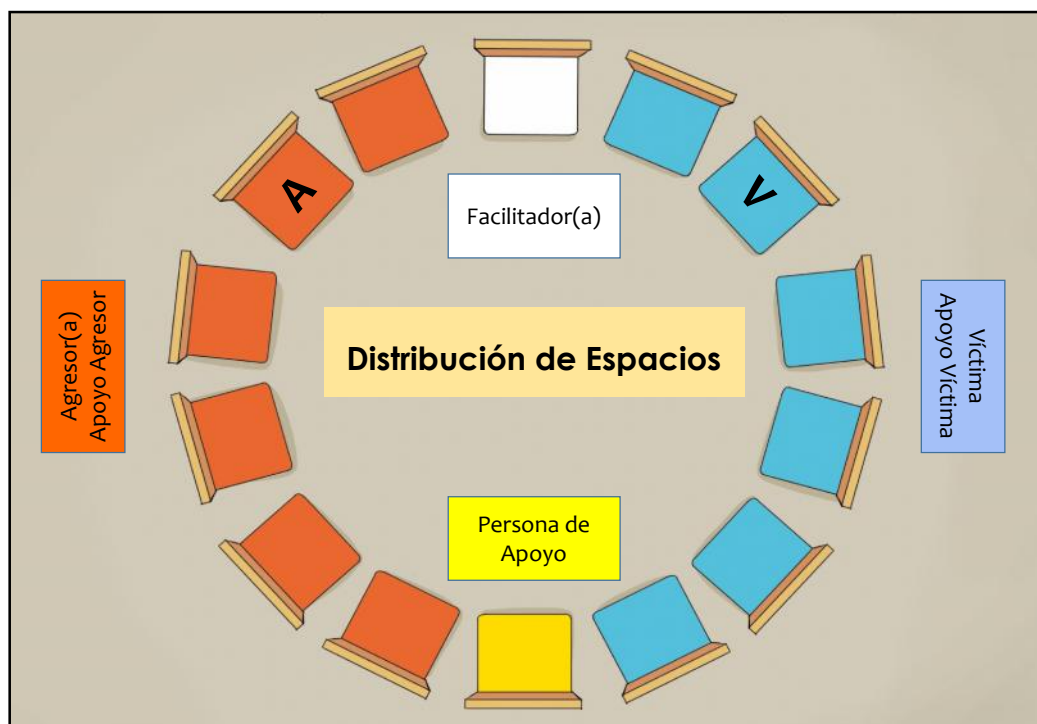 A
V
Facilitador(a)
Agresor(a)
Apoyo Agresor
Distribución de Espacios
Víctima
Apoyo Víctima
Persona de
Apoyo